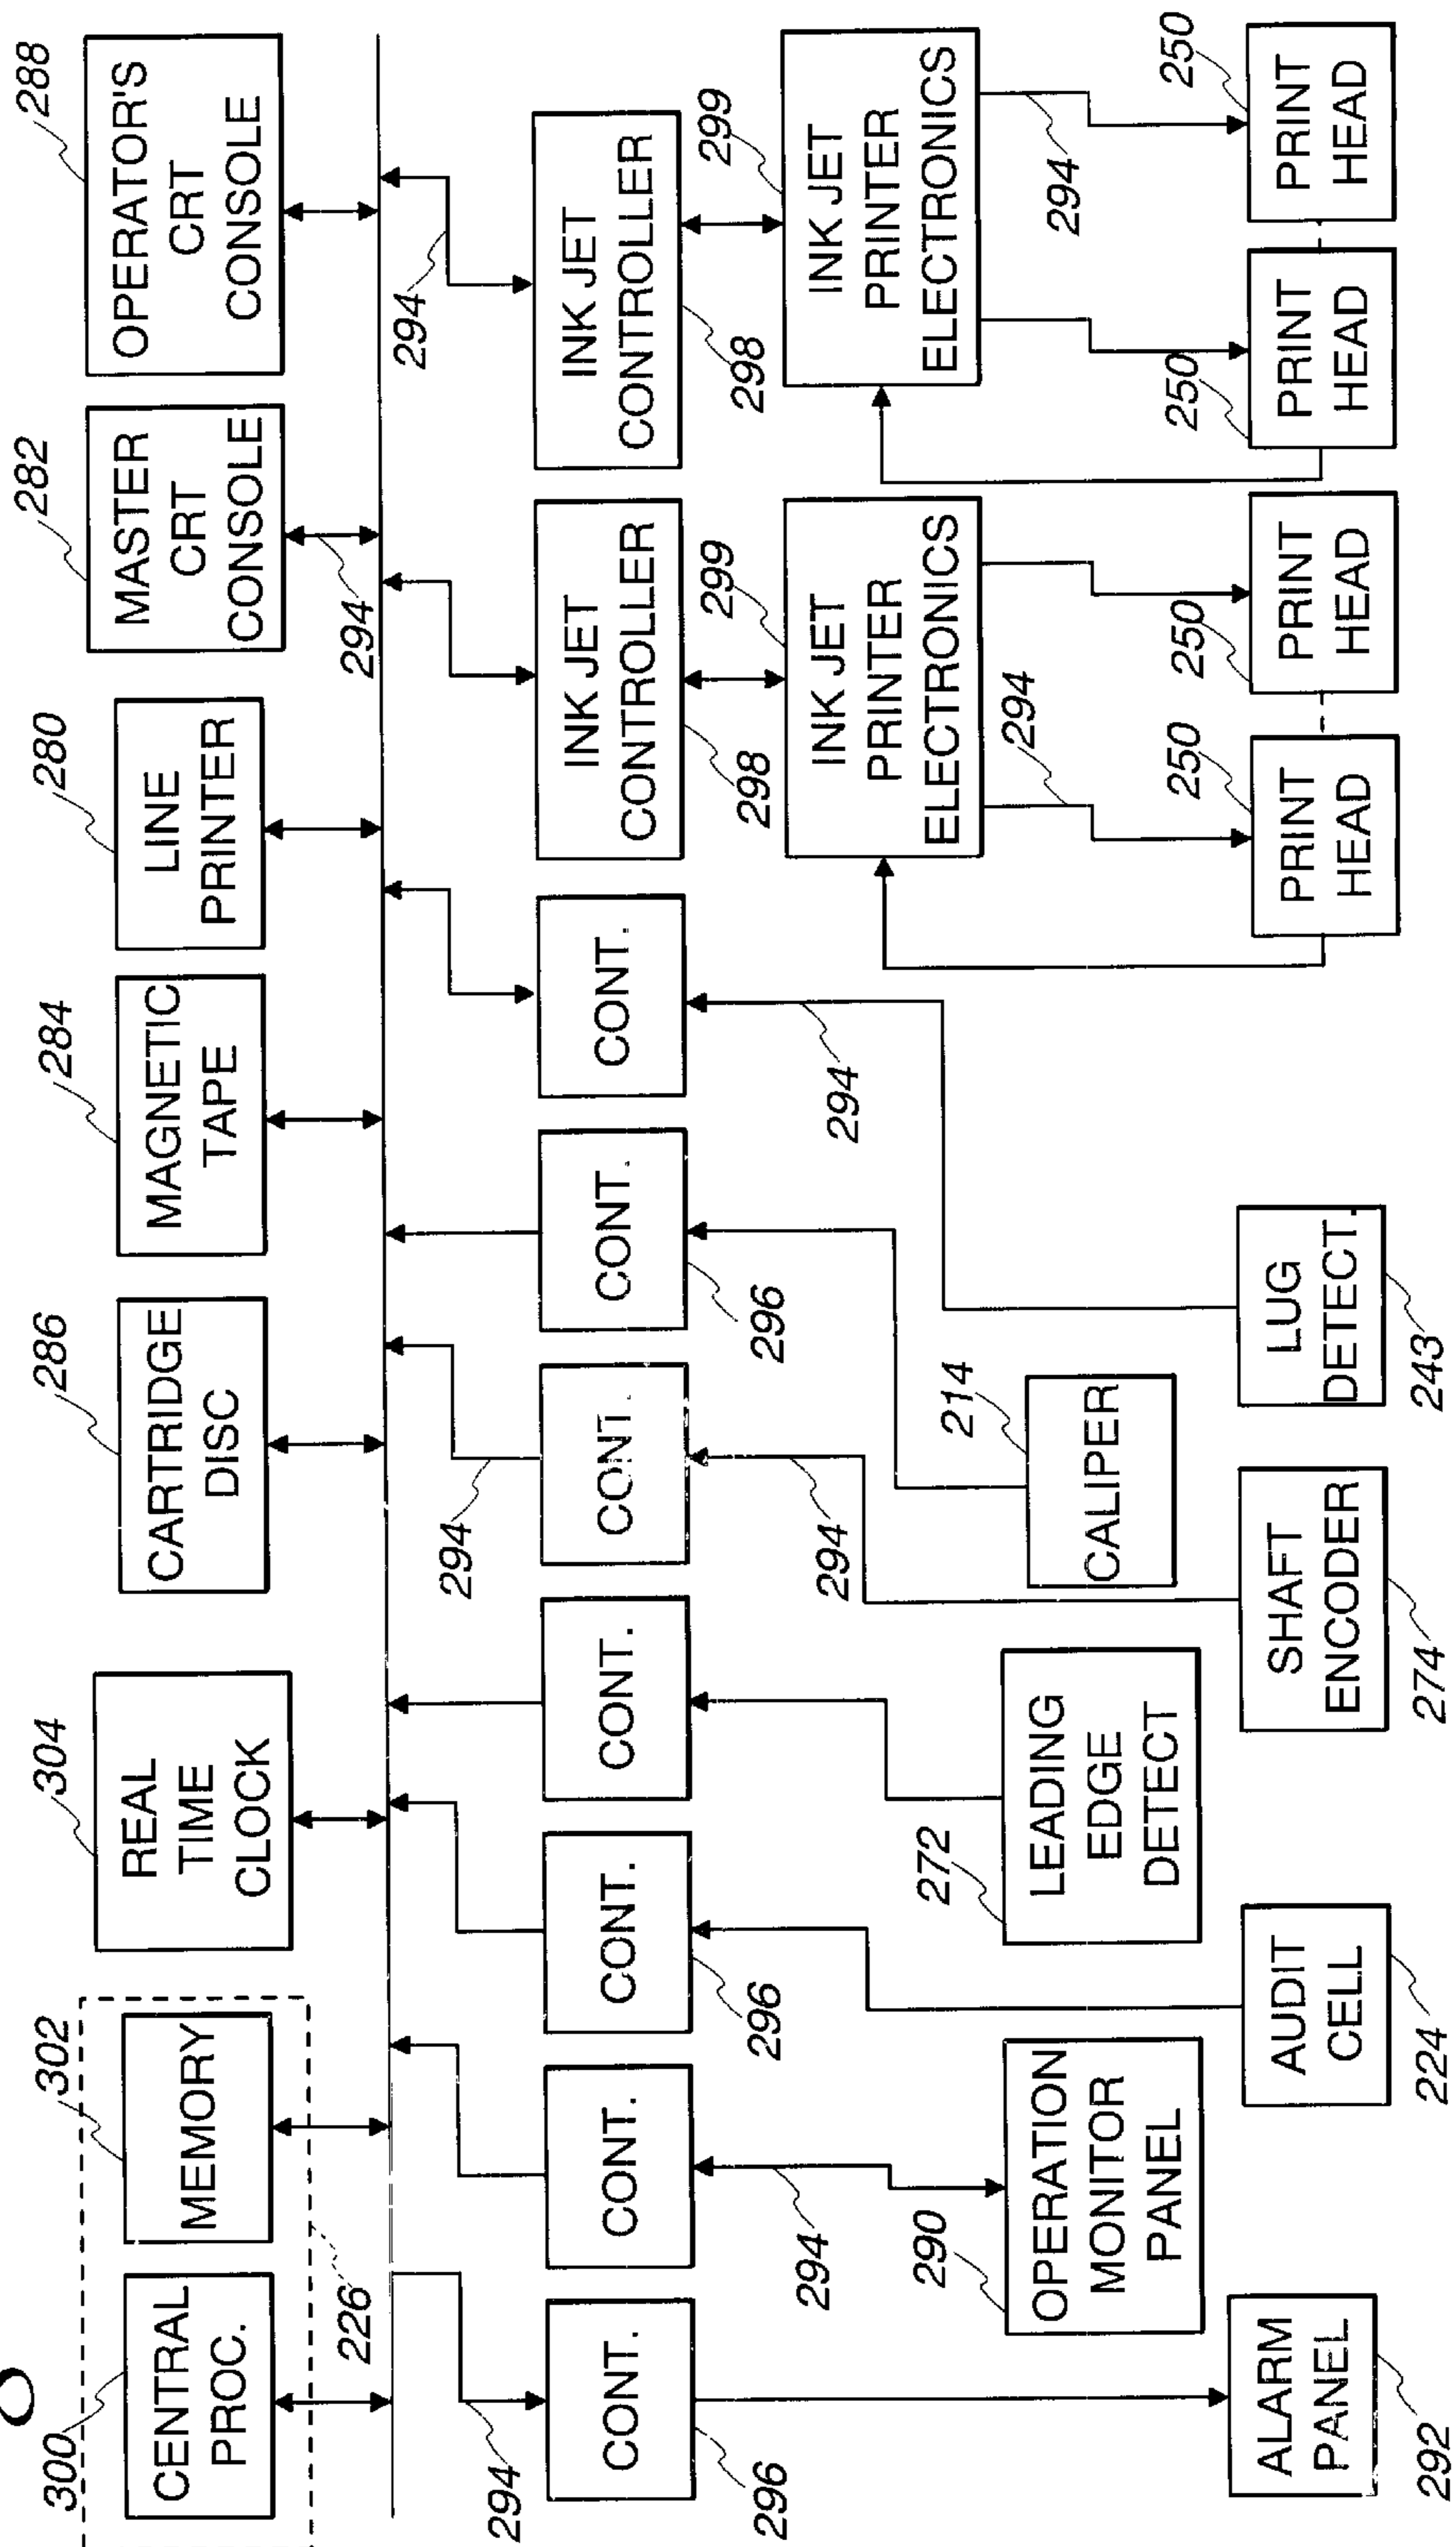 300
302
304
286
284
280
282
288
CENTRAL
PROC.
MEMORY
REAL
TIME
CLOCK
CARTRIDGE
DISC
MAGNETIC
TAPE
LINE
PRINTER
MASTER
CRT
CONSOLE
OPERATOR'S
CRT
CONSOLE
226
294
294
294
294
CONT.
CONT.
CONT.
CONT.
CONT.
CONT.
CONT.
INK JET
CONTROLLER
INK JET
CONTROLLER
296
296
296
298
298
294
294
294
299
299
INK JET
PRINTER
ELECTRONICS
INK JET
PRINTER
ELECTRONICS
290
272
214
294
294
OPERATION
MONITOR
PANEL
LEADING
EDGE
DETECT
CALIPER
250
250
250
250
ALARM
PANEL
AUDIT
CELL
SHAFT
ENCODER
LUG
DETECT.
PRINT
HEAD
PRINT
HEAD
PRINT
HEAD
PRINT
HEAD
292
224
274
243